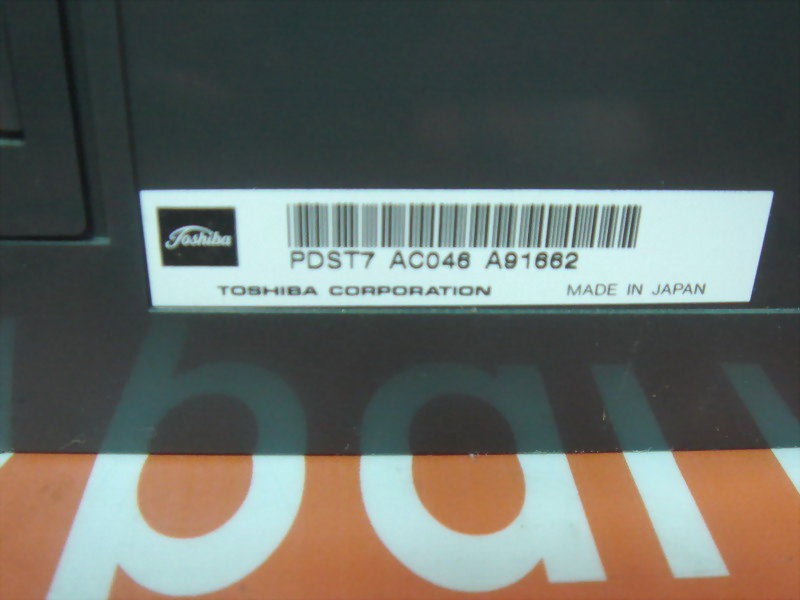 Toshiba
PDST7 AC046 A91662
TOSHIBA CORPORATION MADE IN JAPAN